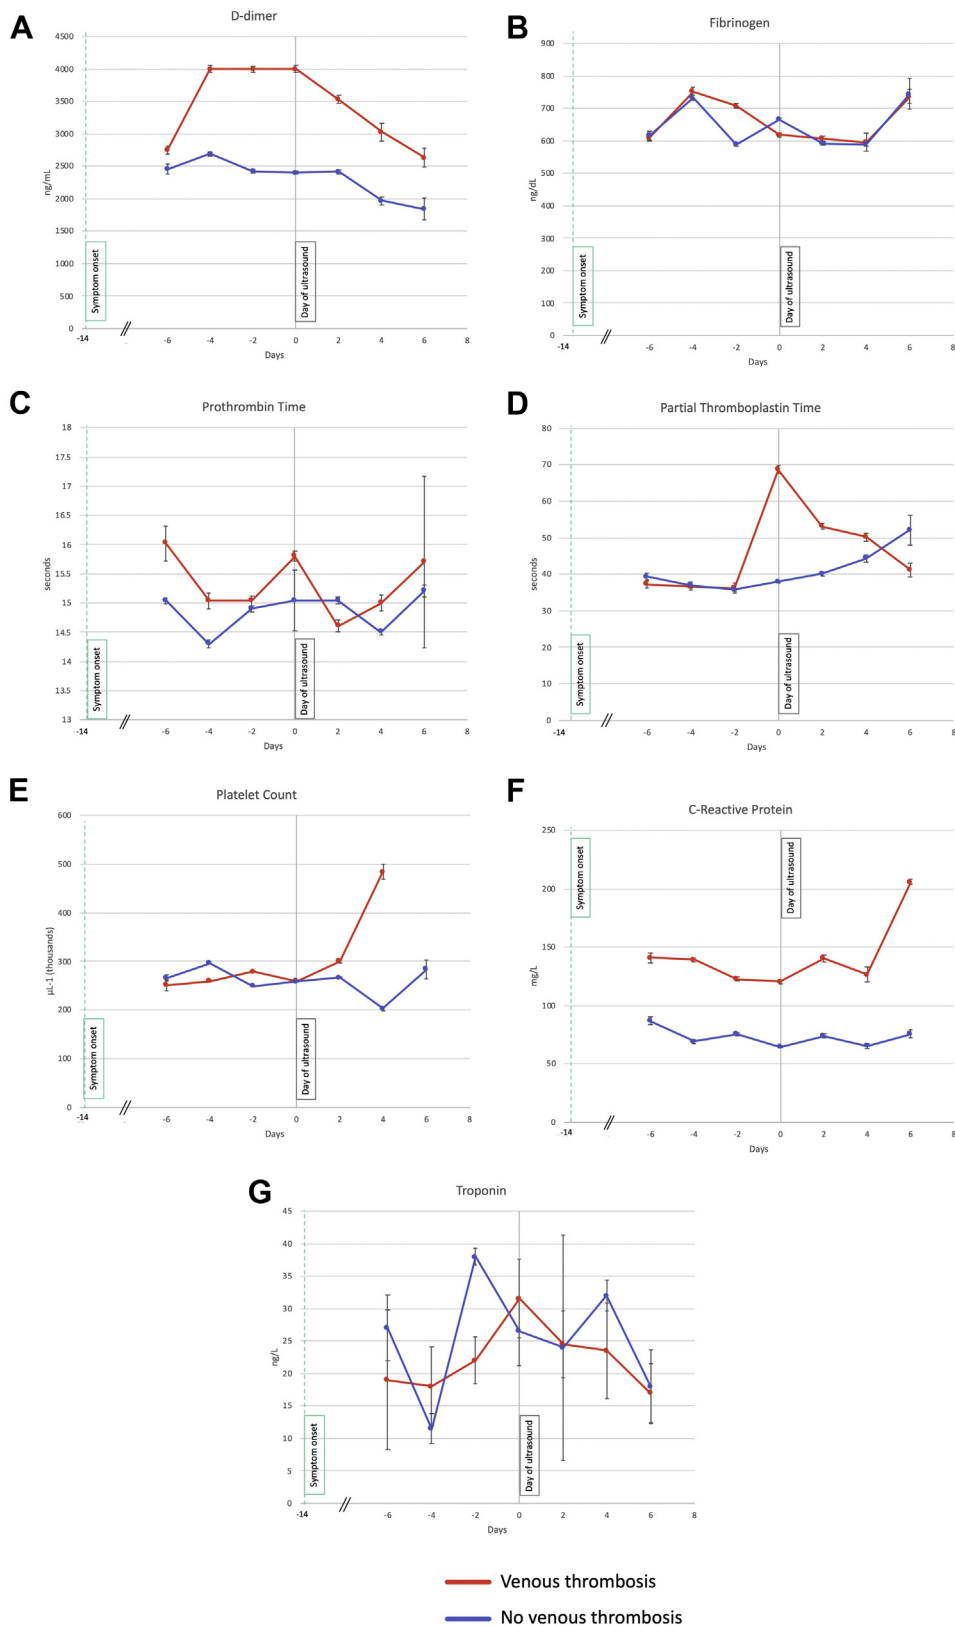 A
D-dimer
4500
4000
3500
3000
2500
2000
1500
1000
500
0
ng/mL
Symptom onset
Day of ultrasound
-14
-6
-4
-2
0
2
4
6
8
Days
B
Fibrinogen
900
800
700
600
500
400
300
200
100
0
ng/dL
Symptom onset
Day of ultrasound
-14
-6
-4
-2
0
2
4
6
8
Days
C
Prothrombin Time
18
17.5
17
16.5
16
15.5
15
14.5
14
13.5
13
seconds
Symptom onset
Day of ultrasound
-14
-6
-4
-2
0
2
4
6
8
Days
D
Partial Thromboplastin Time
80
70
60
50
40
30
20
10
0
seconds
Symptom onset
Day of ultrasound
-14
-6
-4
-2
0
2
4
6
8
Days
E
Platelet Count
600
500
400
300
200
100
0
µL-1 (thousands)
Symptom onset
Day of ultrasound
-14
-6
-4
-2
0
2
4
6
8
Days
F
C-Reactive Protein
250
200
150
100
50
0
mg/L
Symptom onset
Day of ultrasound
-14
-6
-4
-2
0
2
4
6
8
Days
G
Troponin
45
40
35
30
25
20
15
10
5
0
ng/L
Symptom onset
Day of ultrasound
-14
-6
-4
-2
0
2
4
6
8
Days
Venous thrombosis
No venous thrombosis